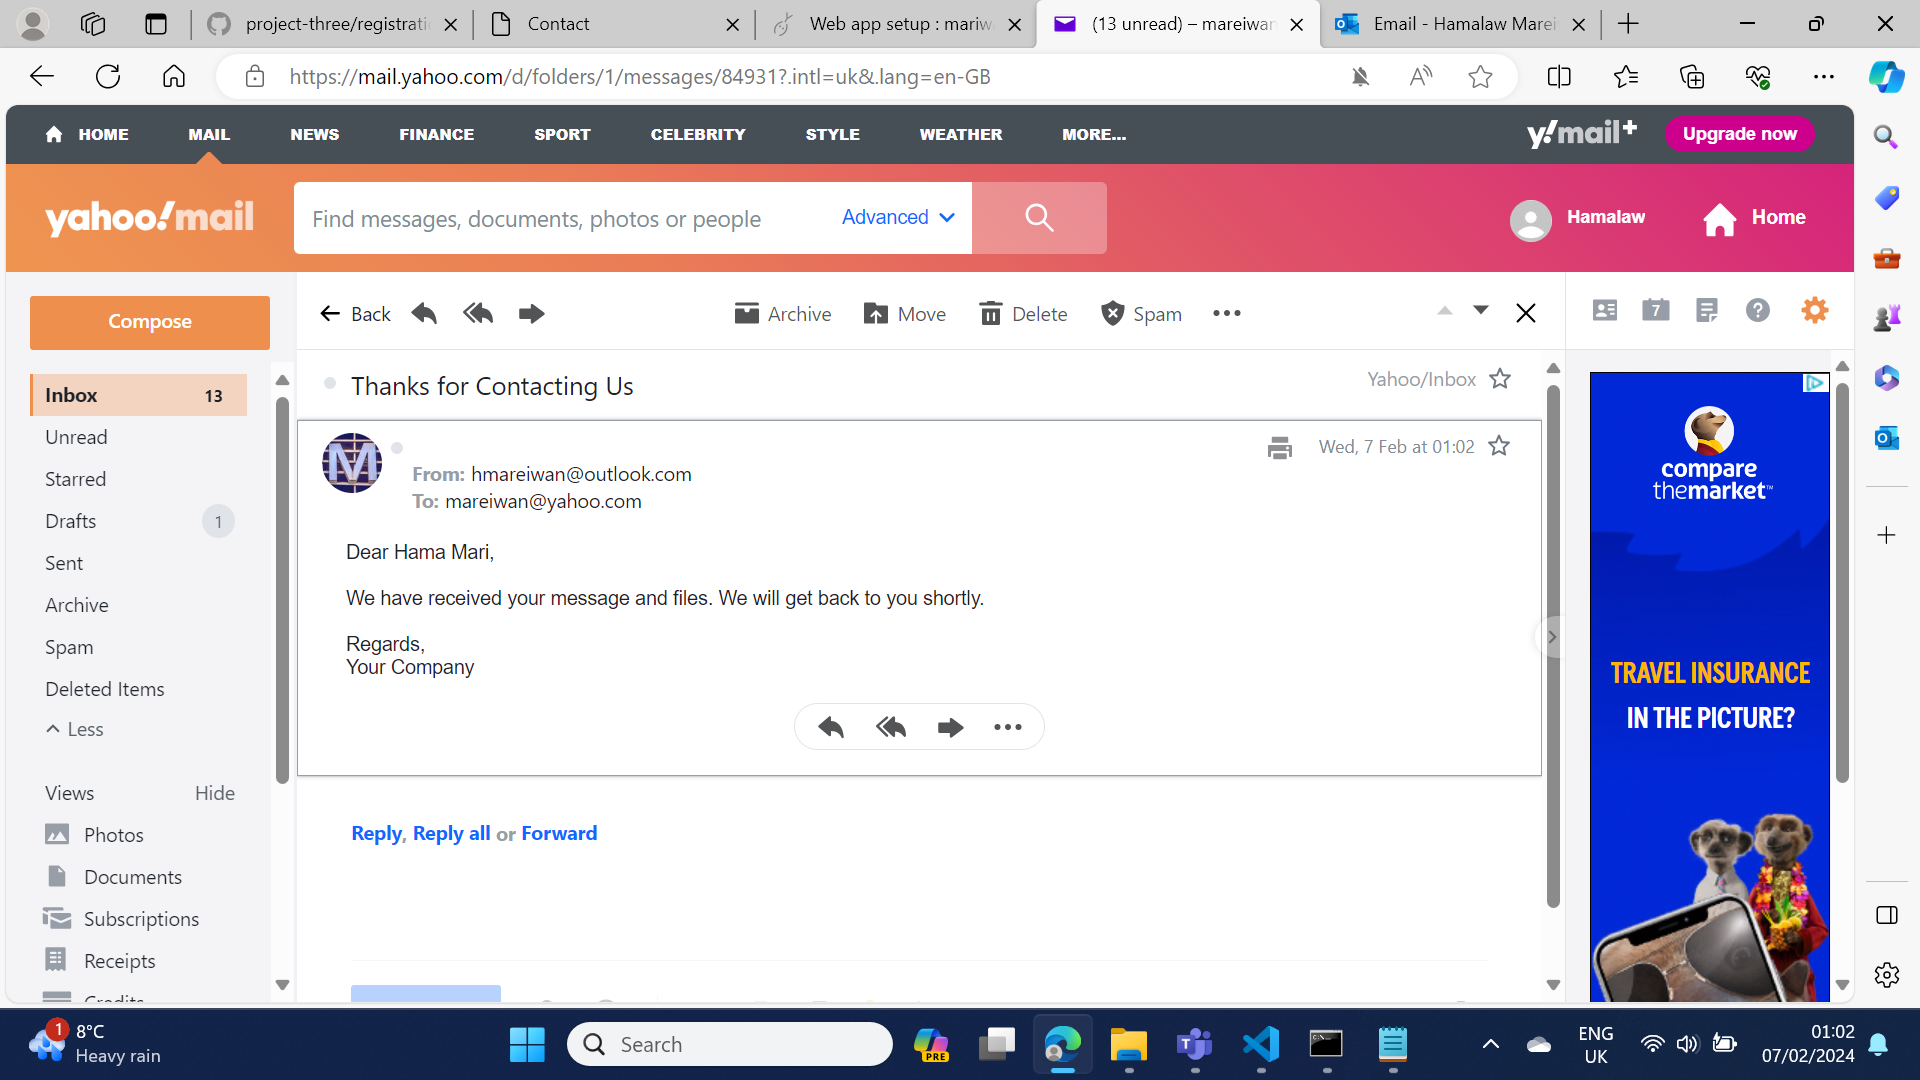 project-three/registrati
Contact
Web app setup : mariw
(13 unread) – mareiwan
Email - Hamalaw Marei
https://mail.yahoo.com/d/folders/1/messages/84931?.intl=uk&.lang=en-GB
HOME MAIL NEWS FINANCE SPORT CELEBRITY STYLE WEATHER MORE...
y!mail+
Upgrade now
yahoo!mail
Find messages, documents, photos or people
Advanced
Hamalaw
Home
Compose
Back
Archive
Move
Delete
Spam
7
Inbox 13
Unread
Starred
Drafts 1
Sent
Archive
Spam
Deleted Items
Less
Views Hide
Photos
Documents
Subscriptions
Receipts
Credits
Thanks for Contacting Us
Yahoo/Inbox
M
Wed, 7 Feb at 01:02
From: hmareiwan@outlook.com
To: mareiwan@yahoo.com
Dear Hama Mari,
We have received your message and files. We will get back to you shortly.
Regards,
Your Company
Reply, Reply all or Forward
compare
themarket™
TRAVEL INSURANCE
IN THE PICTURE?
1
8°C
Heavy rain
Search
PRE
ENG
UK
01:02
07/02/2024